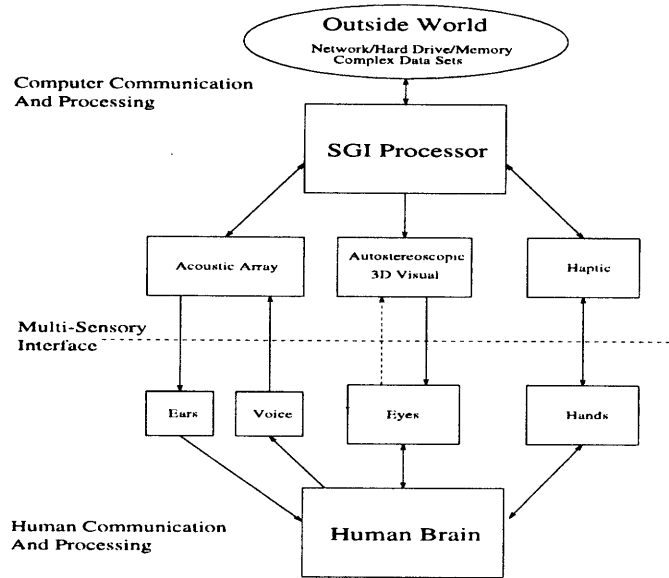 Outside World
Network/Hard Drive/Memory
Complex Data Sets
Computer Communication
And Processing
SGI Processor
Acoustic Array
Autostereoscopic
3D Visual
Haptic
Multi-Sensory
Interface
Ears
Voice
Eyes
Hands
Human Brain
Human Communication
And Processing